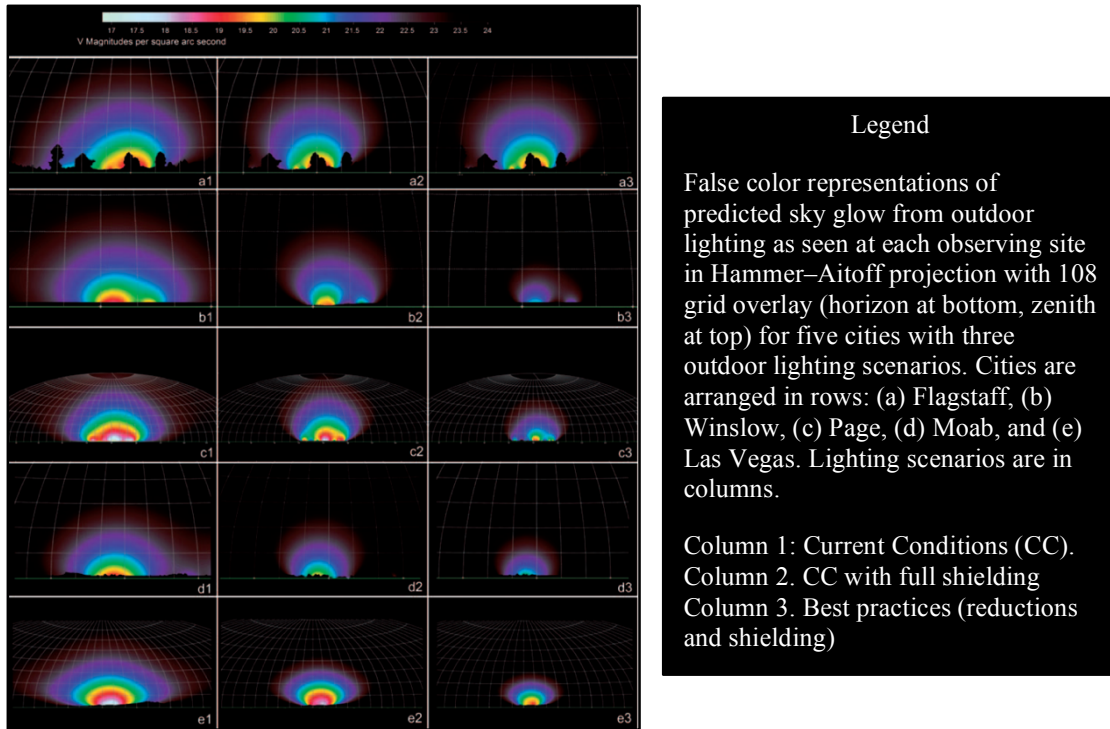 17 17.5 18 18.5 19 19.5 20 20.5 21 21.5 22 22.5 23 23.5 24
V Magnitudes per square arc second
a1 a2 a3
b1 b2 b3
c1 c2 c3
d1 d2 d3
e1 e2 e3
Legend
False color representations of
predicted sky glow from outdoor
lighting as seen at each observing site
in Hammer–Aitoff projection with 108
grid overlay (horizon at bottom, zenith
at top) for five cities with three
outdoor lighting scenarios. Cities are
arranged in rows: (a) Flagstaff, (b)
Winslow, (c) Page, (d) Moab, and (e)
Las Vegas. Lighting scenarios are in
columns.
Column 1: Current Conditions (CC).
Column 2. CC with full shielding
Column 3. Best practices (reductions
and shielding)